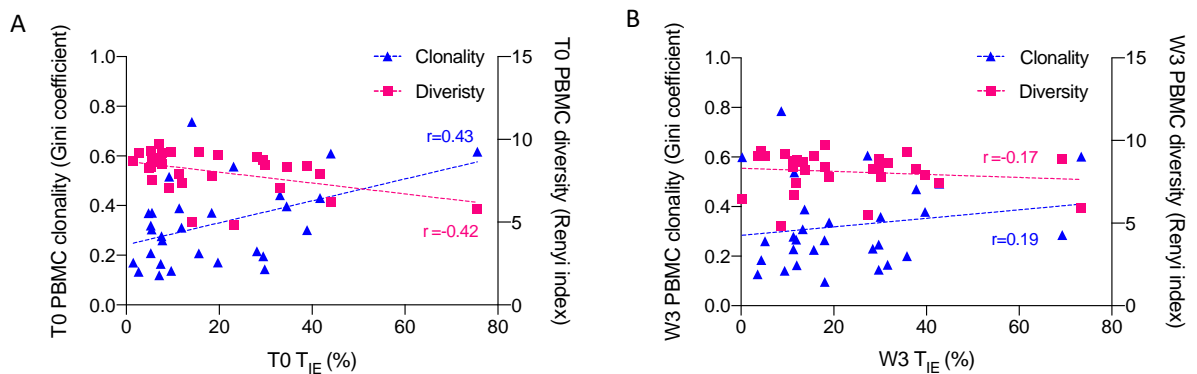 A
T0 PBMC clonality (Gini coefficient)
1.0
0.8
0.6
0.4
0.2
0.0
Clonality
Diveristy
r=0.43
r=-0.42
15
10
5
0
T0 PBMC diversity (Renyi index)
0 20 40 60 80
T0 TIE (%)
B
W3 PBMC clonality (Gini coefficient)
1.0
0.8
0.6
0.4
0.2
0.0
Clonality
Diversity
r=-0.17
r=0.19
15
10
5
0
W3 PBMC diversity (Renyi index)
0 20 40 60 80
W3 TIE (%)